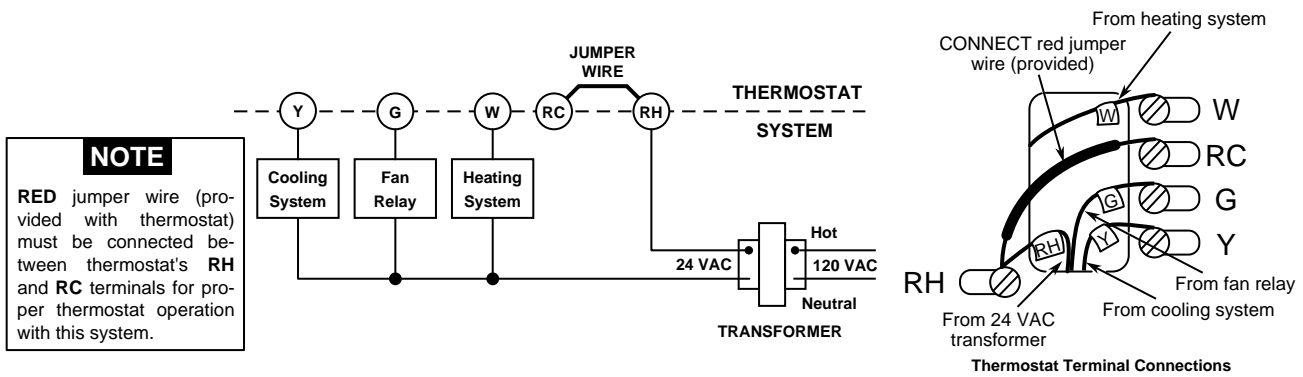 NOTE
RED jumper wire (pro-
vided with thermostat)
must be connected be-
tween thermostat's RH
and RC terminals for pro-
per thermostat operation
with this system.
JUMPER
WIRE
Y
G
W
RC
RH
THERMOSTAT
SYSTEM
Cooling
System
Fan
Relay
Heating
System
24 VAC
Hot
120 VAC
Neutral
TRANSFORMER
From heating system
CONNECT red jumper
wire (provided)
W
W
RC
G
G
Y
Y
RH
RH
From fan relay
From cooling system
From 24 VAC
transformer
Thermostat Terminal Connections